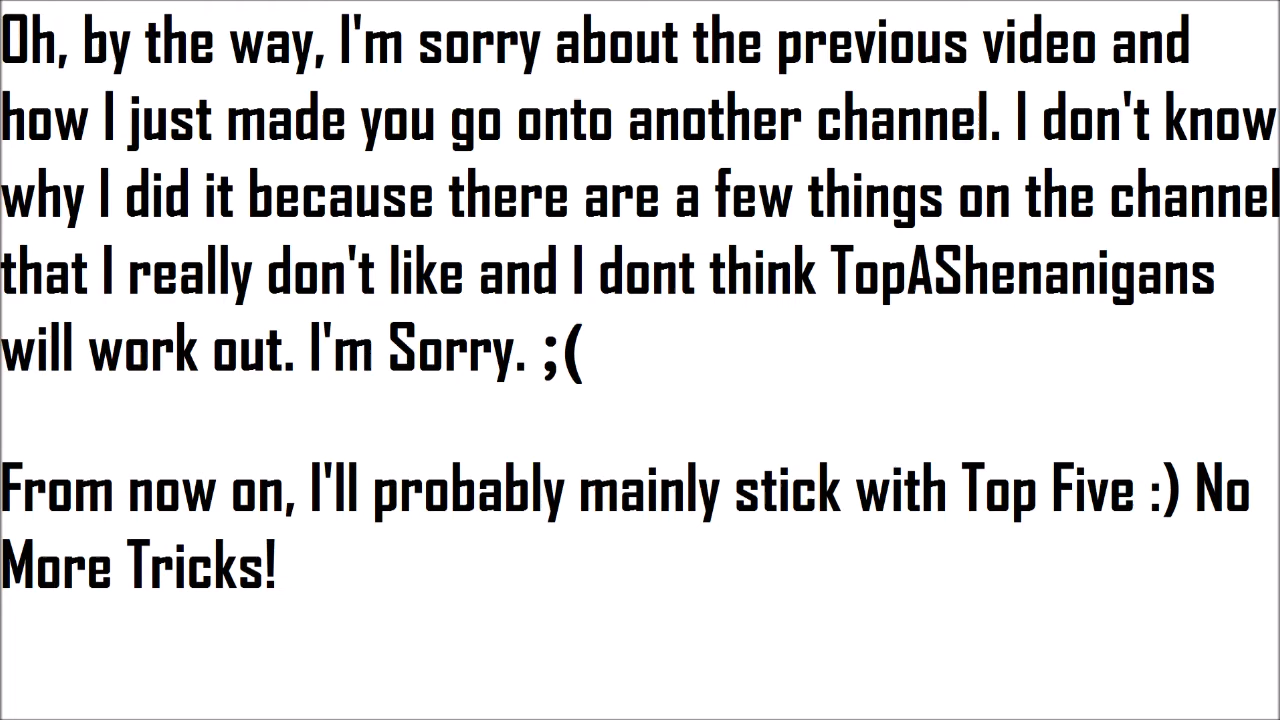 Oh, by the way, I'm sorry about the previous video and
how I just made you go onto another channel. I don't know
why I did it because there are a few things on the channel
that I really don't like and I dont think TopAShenanigans
will work out. I'm Sorry. ;(
From now on, I'll probably mainly stick with Top Five :) No
More Tricks!